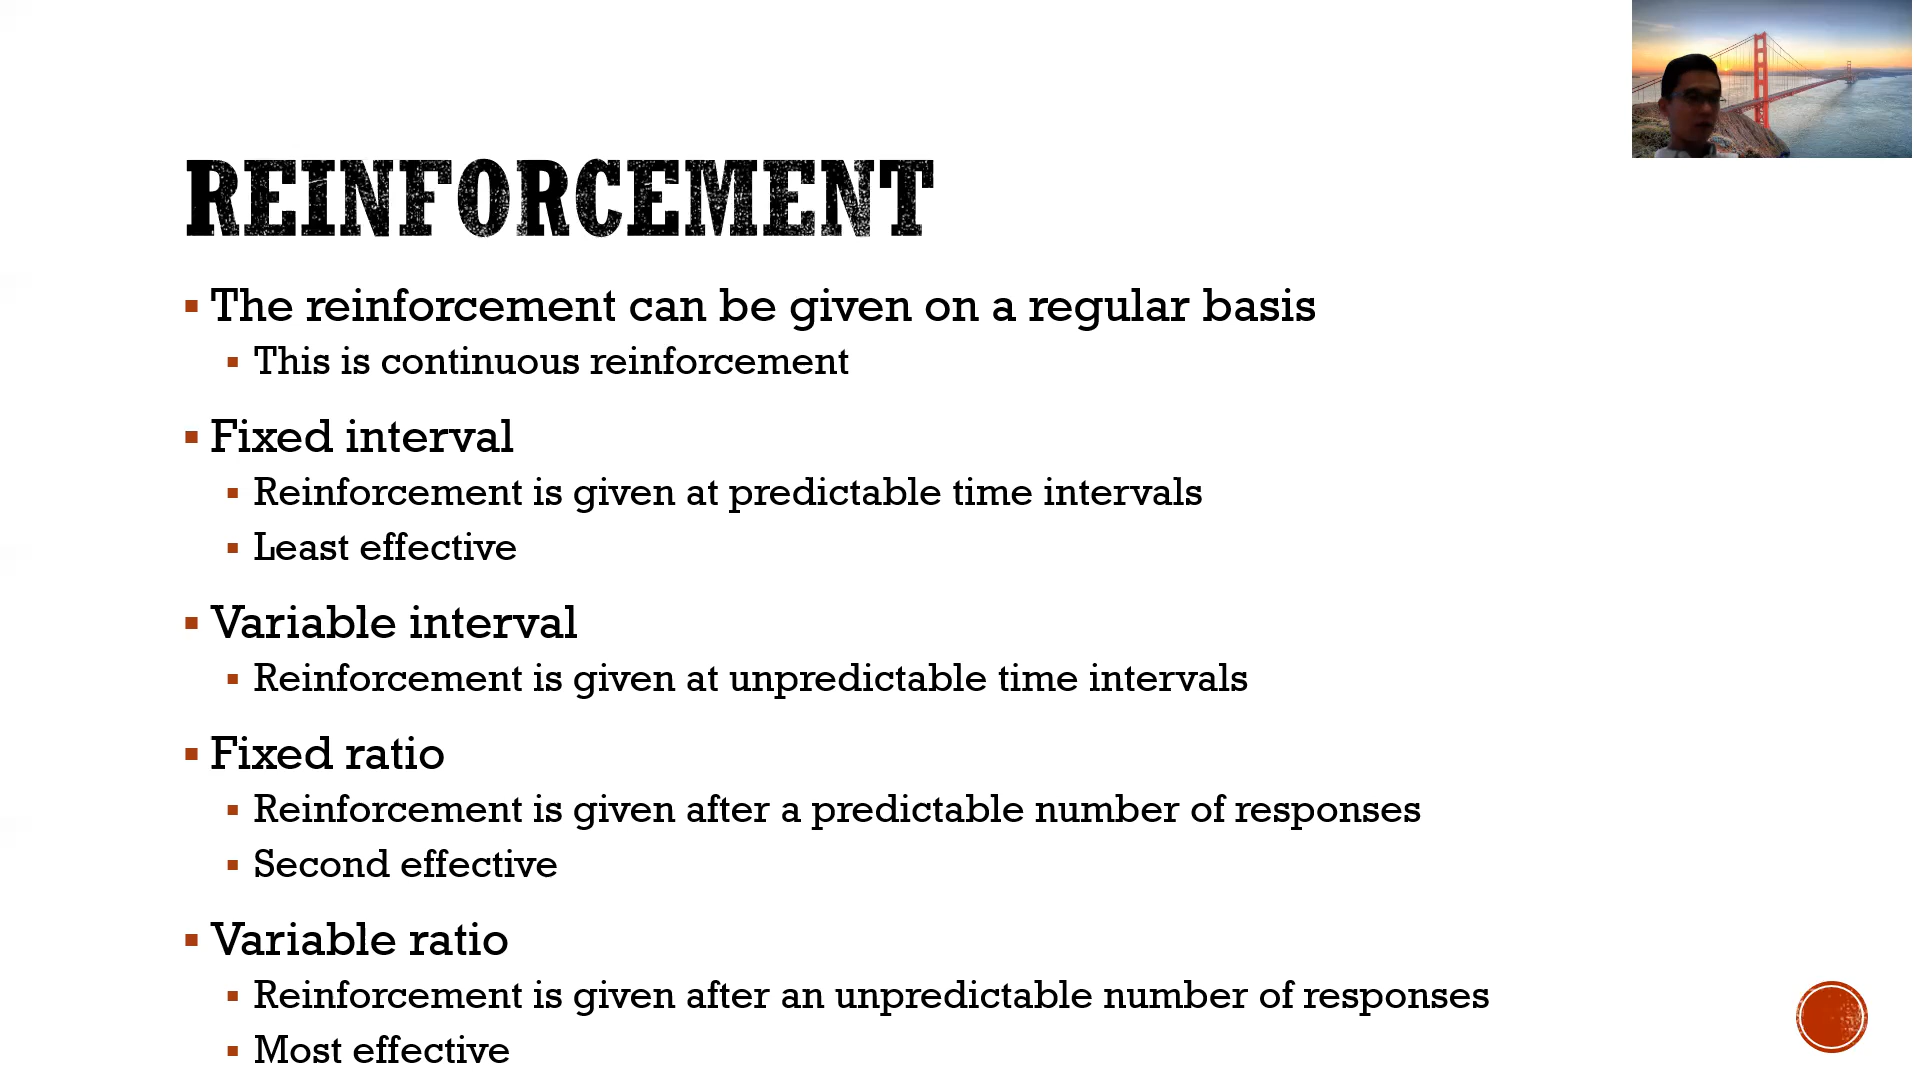 REINFORCEMENT
The reinforcement can be given on a regular basis
This is continuous reinforcement
Fixed interval
Reinforcement is given at predictable time intervals
Least effective
Variable interval
Reinforcement is given at unpredictable time intervals
Fixed ratio
Reinforcement is given after a predictable number of responses
Second effective
Variable ratio
Reinforcement is given after an unpredictable number of responses
Most effective